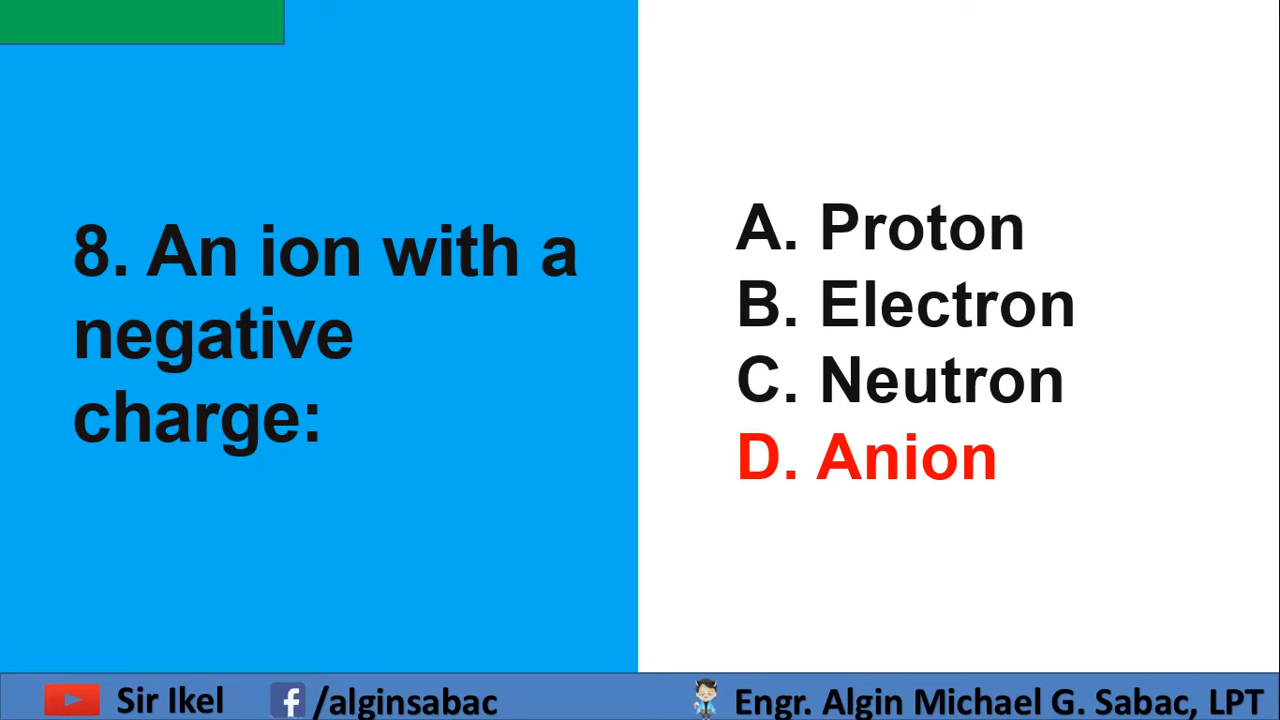 8. An ion with a
negative
charge:
A. Proton
B. Electron
C. Neutron
D. Anion
Sir Ikel
/alginsabac
Engr. Algin Michael G. Sabac, LPT